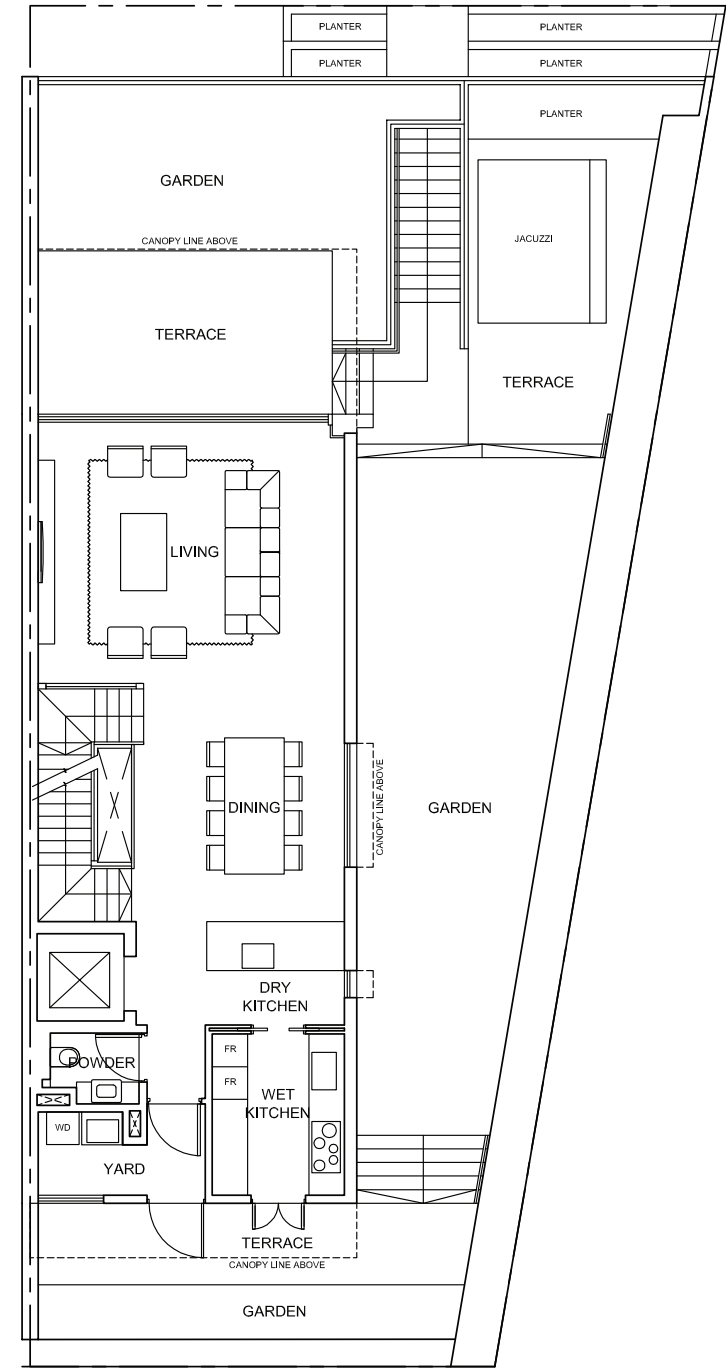 PLANTER
PLANTER
PLANTER
PLANTER
PLANTER
GARDEN
CANOPY LINE ABOVE
JACUZZI
TERRACE
TERRACE
LIVING
DINING
CANOPY LINE ABOVE
GARDEN
DRY
KITCHEN
FR
POWDER
FR
WET
KITCHEN
WD
YARD
TERRACE
CANOPY LINE ABOVE
GARDEN